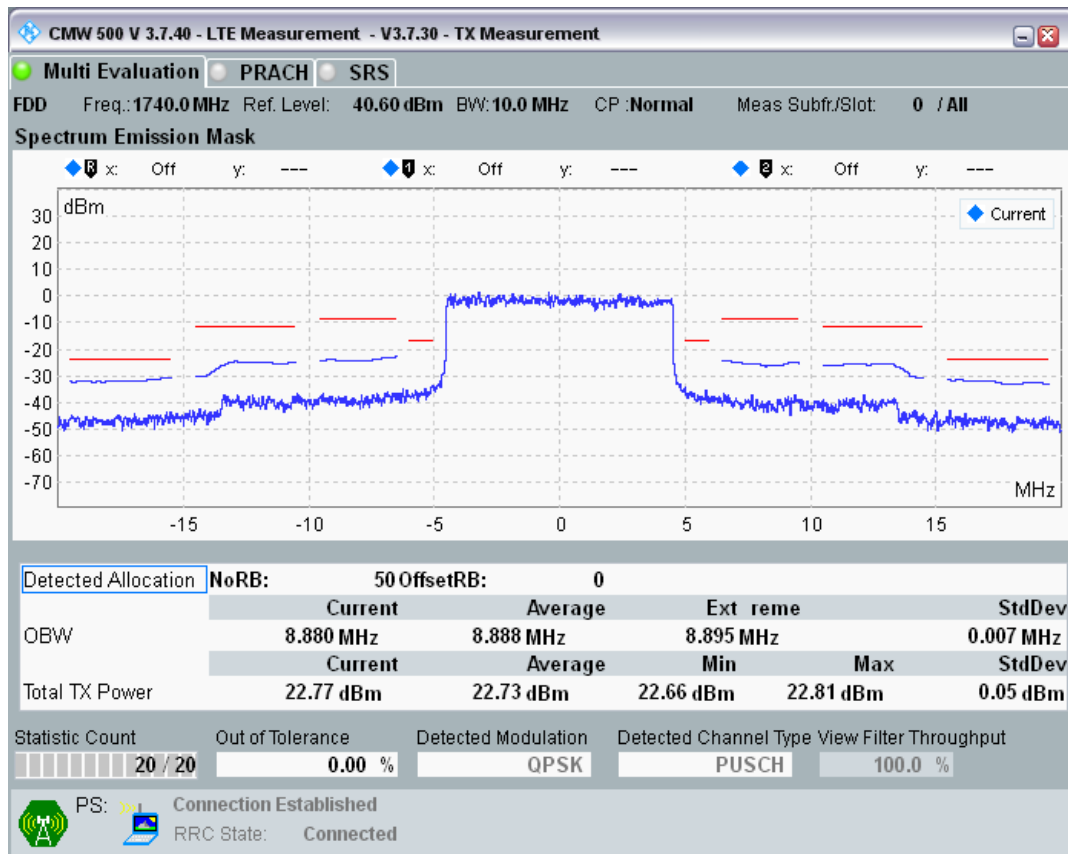 CMW 500 V 3.7.40 - LTE Measurement - V3.7.30 - TX Measurement
Multi Evaluation PRACH SRS
FDD Freq.: 1740.0 MHz Ref. Level: 40.60 dBm BW: 10.0 MHz CP : Normal Meas Subfr./Slot: 0 / All
Spectrum Emission Mask
R x: Off y: --- 1 x: Off y: --- 2 x: Off y: ---
dBm
Current
30
20
10
0
-10
-20
-30
-40
-50
-60
-70
MHz
-15 -10 -5 0 5 10 15
Detected Allocation NoRB: 50 OffsetRB: 0
Current Average Ext reme StdDev
OBW 8.880 MHz 8.888 MHz 8.895 MHz 0.007 MHz
Current Average Min Max StdDev
Total TX Power 22.77 dBm 22.73 dBm 22.66 dBm 22.81 dBm 0.05 dBm
Statistic Count Out of Tolerance Detected Modulation Detected Channel Type View Filter Throughput
20 / 20 0.00 % QPSK PUSCH 100.0 %
PS: Connection Established
RRC State: Connected